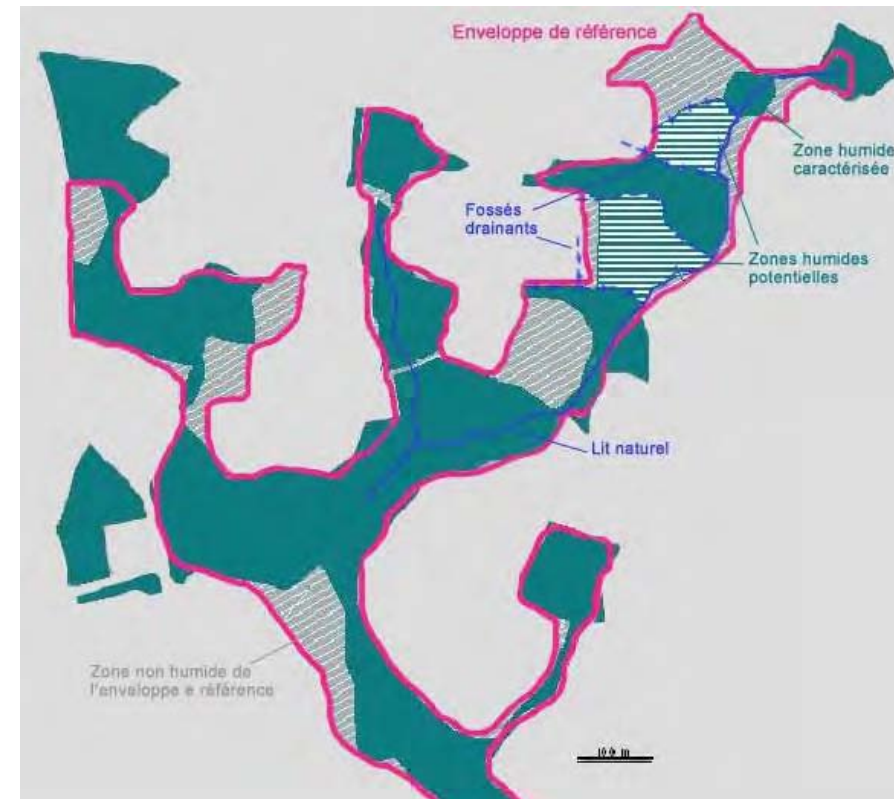 Enveloppe de référence
Zone humide
caractérisée
Fossés
drainants
Zones humides
potentielles
Lit naturel
Zone non humide de
l'enveloppe e référence
100 m